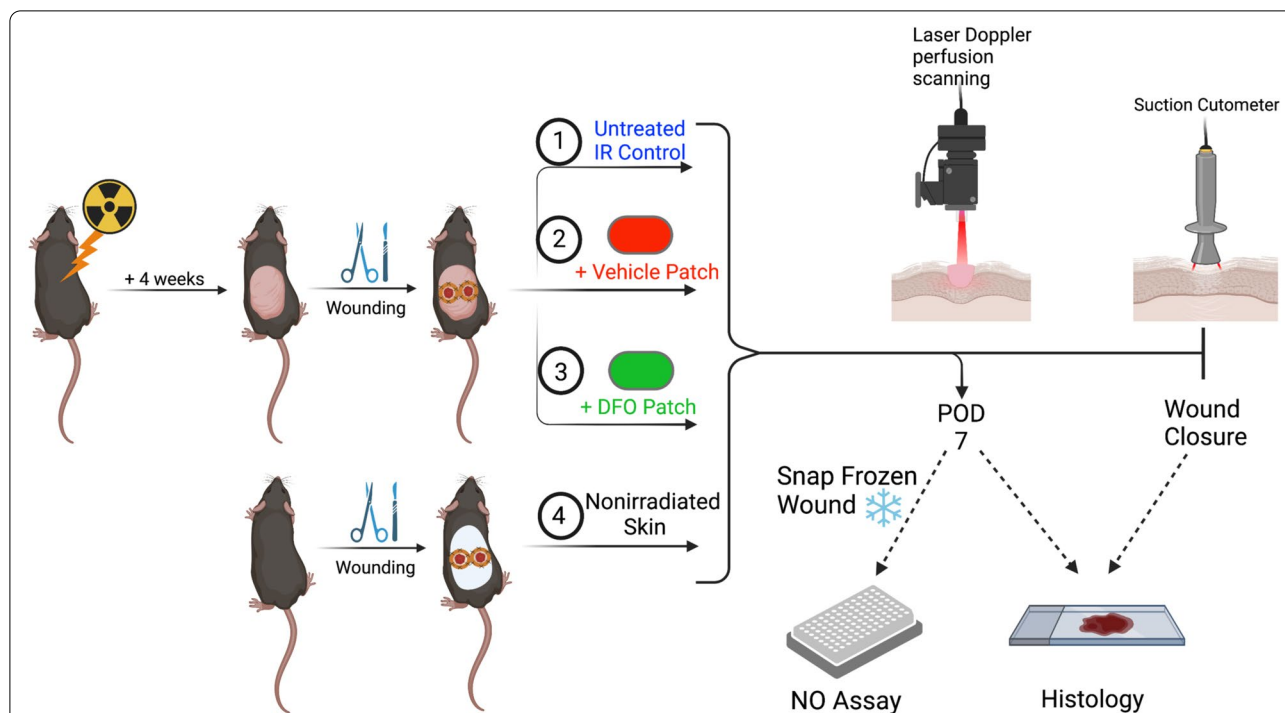 Laser Doppler
perfusion
scanning
Suction Cutometer
1
Untreated
IR Control
2
+ Vehicle Patch
+ 4 weeks
Wounding
3
+ DFO Patch
POD
7
Wound
Closure
Snap Frozen
Wound
4
Nonirradiated
Skin
Wounding
NO Assay
Histology